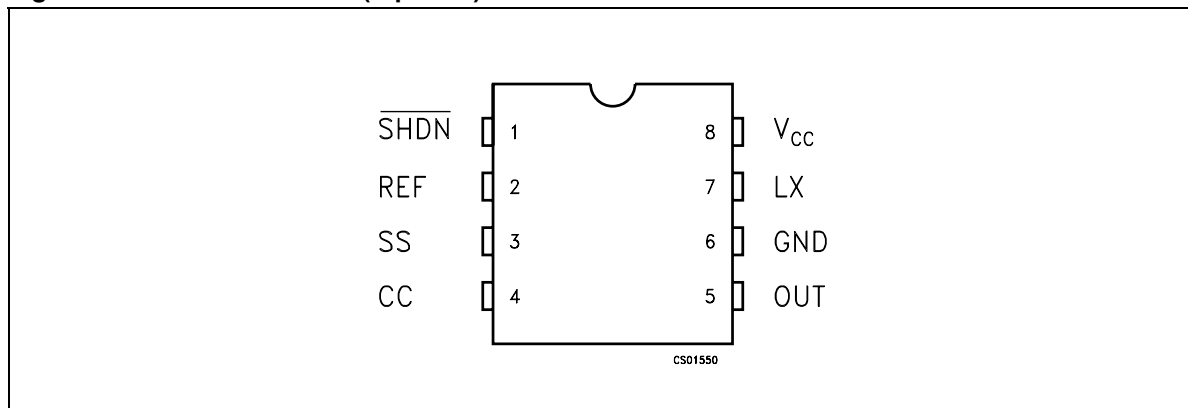 SHDN 1 8 VCC
REF 2 7 LX
SS 3 6 GND
CC 4 5 OUT
CS01550